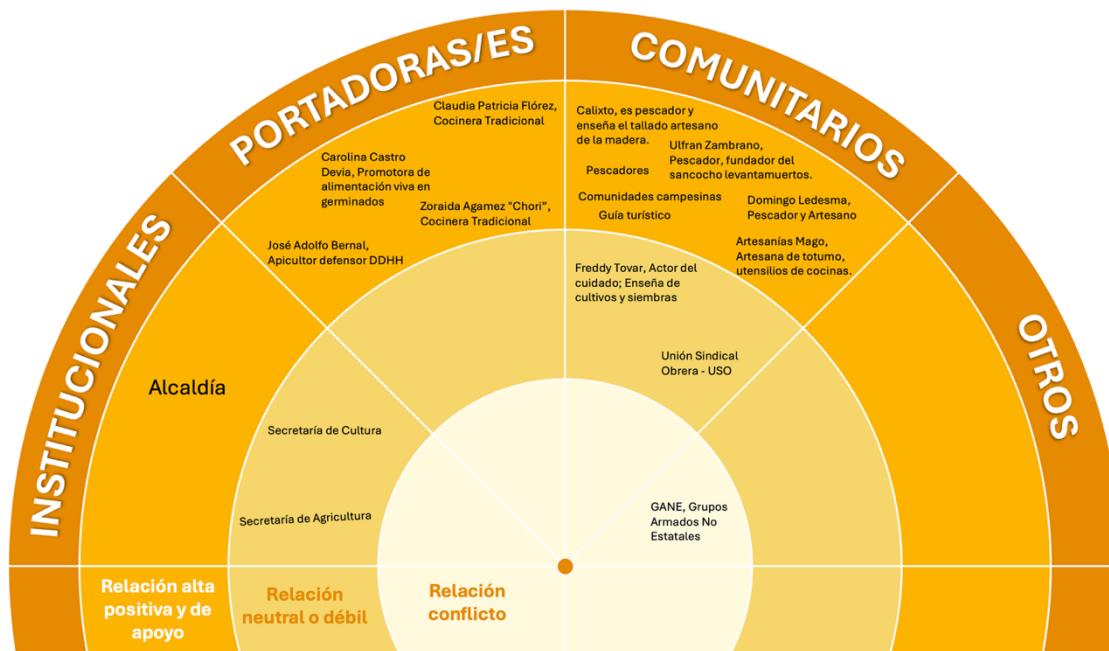 INSTITUCIONALES
PORTADORAS/ES
COMUNITARIOS
OTROS
Claudia Patricia Flórez,
Cocinera Tradicional
Carolina Castro
Devia, Promotora de
alimentación viva en
germinados
Zoraida Agamez "Chori",
Cocinera Tradicional
José Adolfo Bernal,
Apicultor defensor DDHH
Calixto, es pescador y
enseña el tallado artesano
de la madera.
Ulfran Zambrano,
Pescador, fundador del
sancocho levantamuertos.
Pescadores
Comunidades campesinas
Guía turístico
Domingo Ledesma,
Pescador y Artesano
Artesanías Mago,
Artesana de totumo,
utensilios de cocinas.
Freddy Tovar, Actor del
cuidado; Enseña de
cultivos y siembras
Unión Sindical
Obrera - USO
Alcaldía
Secretaría de Cultura
Secretaría de Agricultura
GANE, Grupos
Armados No
Estatales
Relación alta
positiva y de
apoyo
Relación
neutral o débil
Relación
conflicto